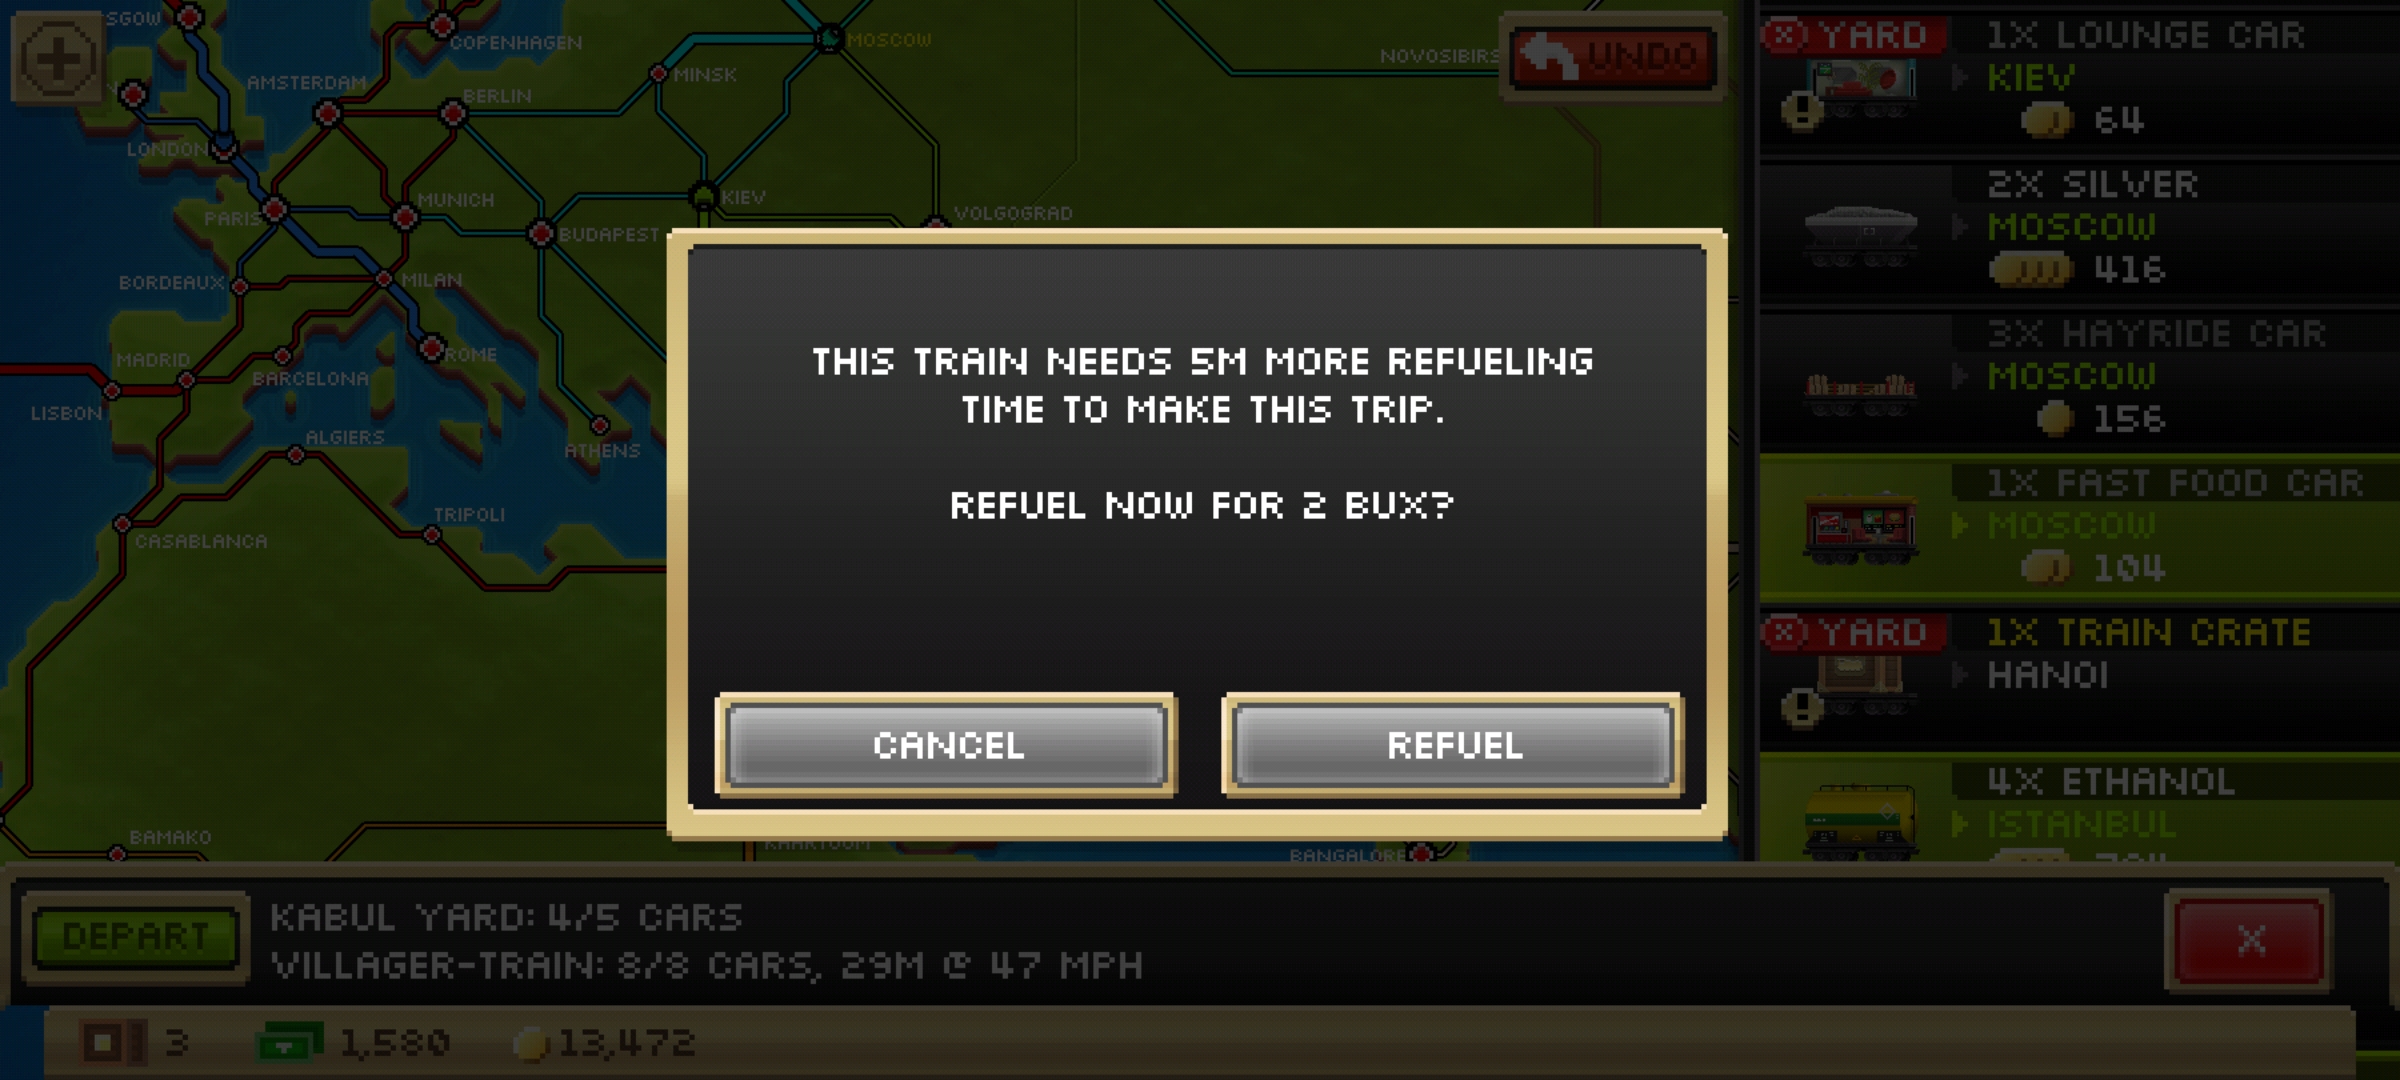 SGOW
COPENHAGEN
MOSCOW
MINSK
NOVOSIBIRS
UNDO
AMSTERDAM
BERLIN
LONDON
PARIS
MUNICH
KIEV
VOLGOGRAD
BUDAPEST
BORDEAUX
MILAN
MADRID
ROME
BARCELONA
LISBON
ALGIERS
ATHENS
TRIPOLI
CASABLANCA
BAMAKO
KHARTOUM
BANGALORE
THIS TRAIN NEEDS 5M MORE REFUELING
TIME TO MAKE THIS TRIP.
REFUEL NOW FOR 2 BUX?
CANCEL
REFUEL
YARD
1X LOUNGE CAR
KIEV
64
2X SILVER
MOSCOW
416
3X HAYRIDE CAR
MOSCOW
156
1X FAST FOOD CAR
MOSCOW
104
YARD
1X TRAIN CRATE
HANOI
4X ETHANOL
ISTANBUL
DEPART
KABUL YARD: 4/5 CARS
VILLAGER-TRAIN: 8/8 CARS, 29M @ 47 MPH
X
3
1,580
13,472